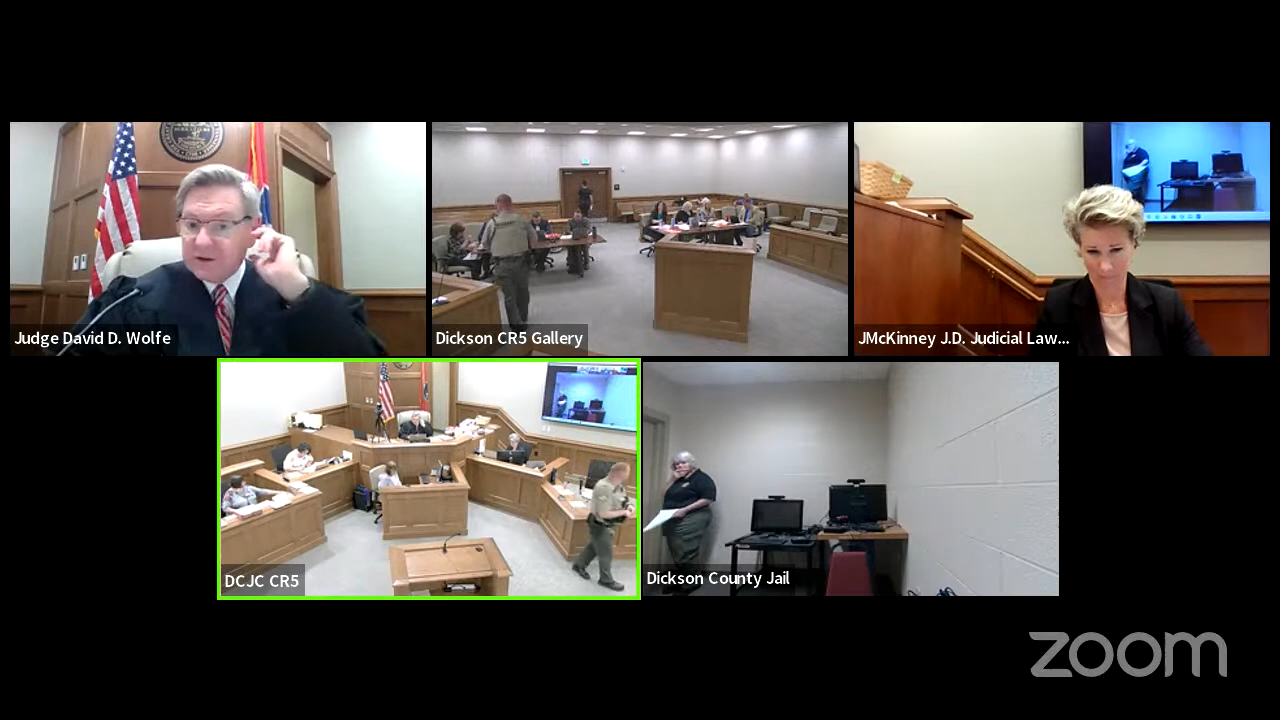 Judge David D. Wolfe
Dickson CR5 Gallery
JMcKinney J.D. Judicial Law...
DCJC CR5
Dickson County Jail
zoom